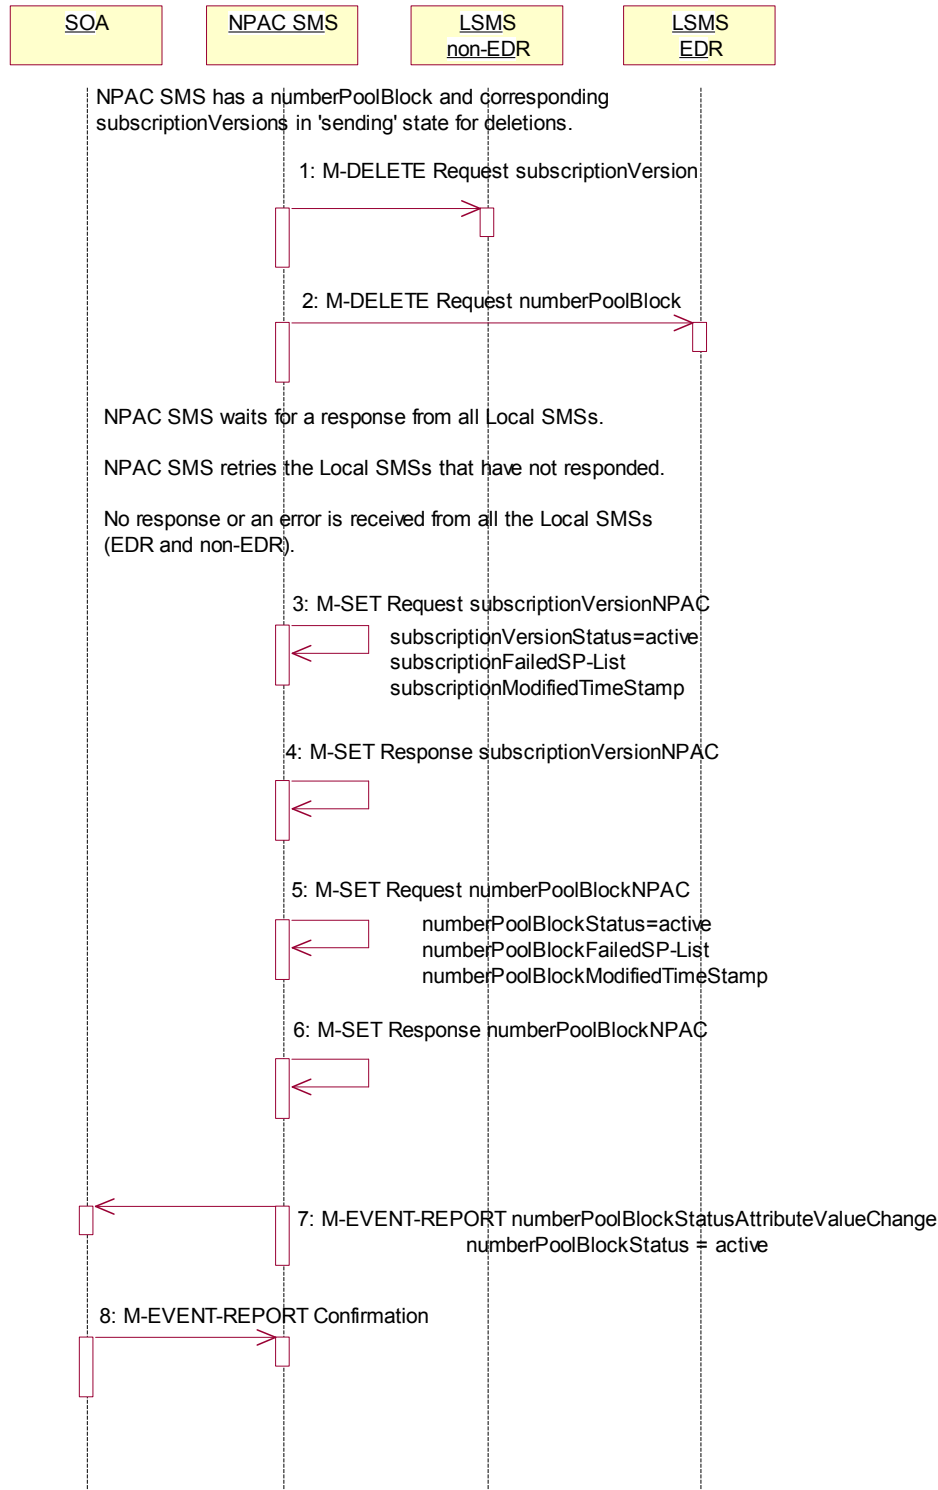 SOA
NPAC SMS
LSMS
non-EDR
LSMS
EDR
NPAC SMS has a numberPoolBlock and corresponding
subscriptionVersions in 'sending' state for deletions.
1: M-DELETE Request subscriptionVersion
2: M-DELETE Request numberPoolBlock
NPAC SMS waits for a response from all Local SMSs.
NPAC SMS retries the Local SMSs that have not responded.
No response or an error is received from all the Local SMSs
(EDR and non-EDR).
3: M-SET Request subscriptionVersionNPAC
subscriptionVersionStatus=active
subscriptionFailedSP-List
subscriptionModifiedTimeStamp
4: M-SET Response subscriptionVersionNPAC
5: M-SET Request numberPoolBlockNPAC
numberPoolBlockStatus=active
numberPoolBlockFailedSP-List
numberPoolBlockModifiedTimeStamp
6: M-SET Response numberPoolBlockNPAC
7: M-EVENT-REPORT numberPoolBlockStatusAttributeValueChange
numberPoolBlockStatus = active
8: M-EVENT-REPORT Confirmation